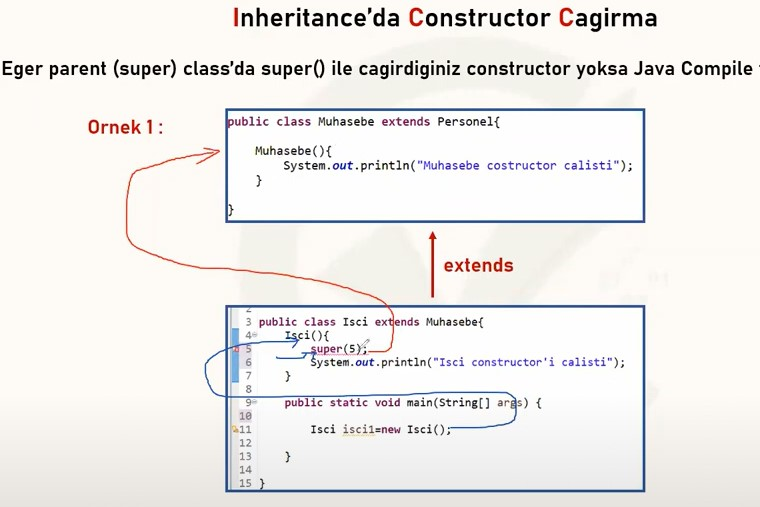 Inheritance’da Constructor Cagirma
Eger parent (super) class’da super() ile cagirdiginiz constructor yoksa Java Compile
Ornek 1 :
public class Muhasebe extends Personel{
Muhasebe(){
System.out.println("Muhasebe costructor calisti");
}
}
extends
2
3 public class Isci extends Muhasebe{
4 Isci(){
5 super(5);
6 System.out.println("Isci constructor'i calisti");
7 }
8
9 public static void main(String[] args) {
10
11 Isci isci1=new Isci();
12
13 }
14
15 }